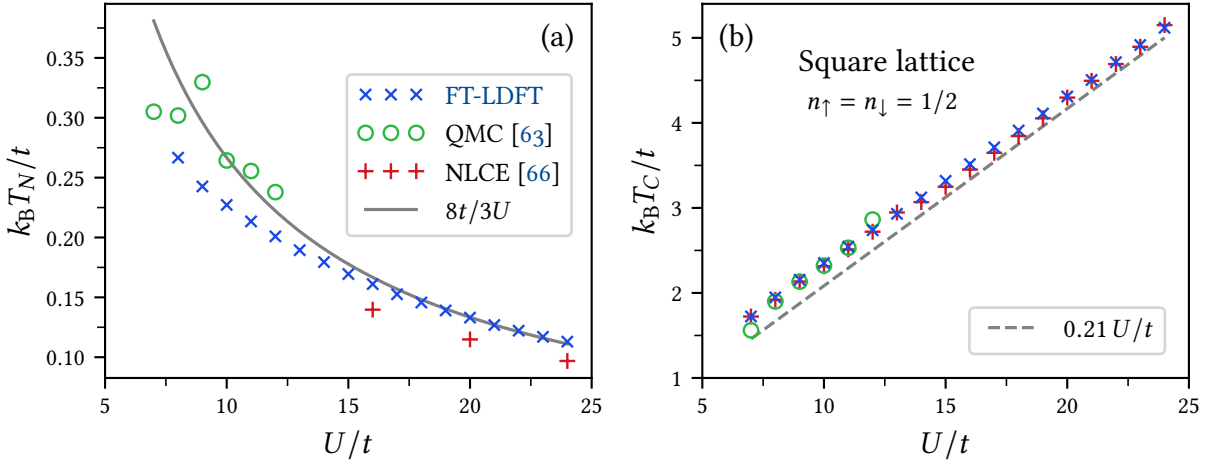 (a)
0.35
0.30
0.25
0.20
0.15
0.10
k_B T_N/t
5 10 15 20 25
U/t
FT-LDFT
QMC [63]
NLCE [66]
8t/3U
(b)
Square lattice
n↑ = n↓ = 1/2
5
4
3
2
1
k_B T_C/t
5 10 15 20 25
U/t
0.21 U/t